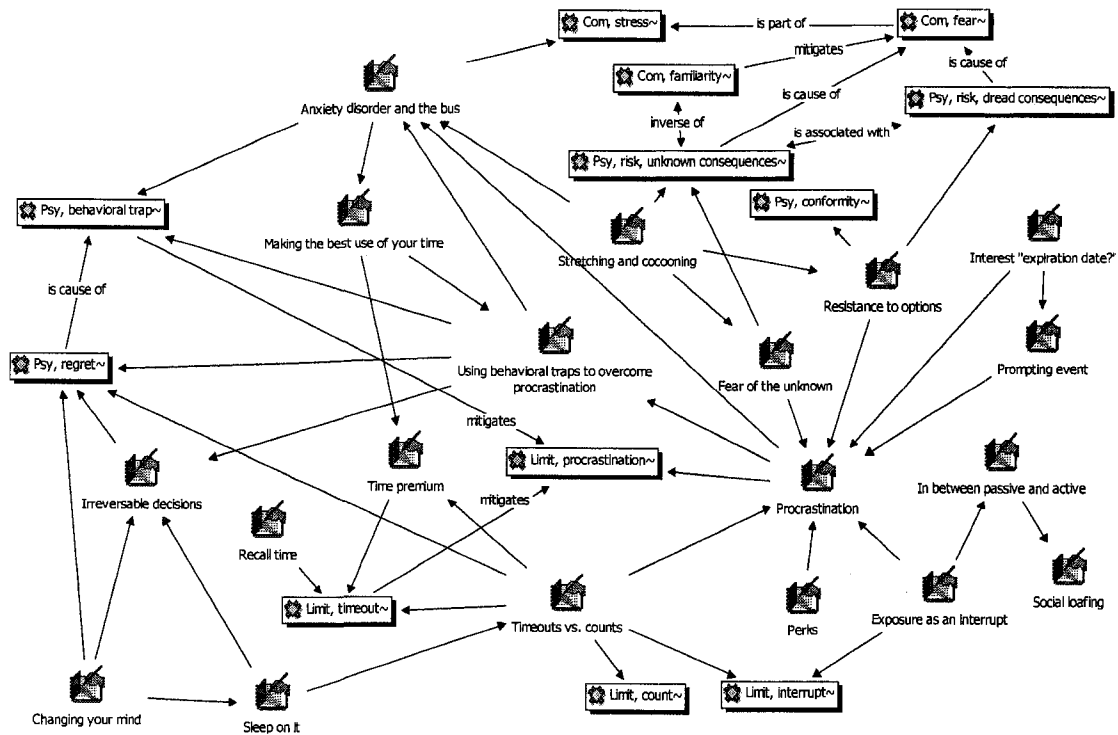 Com, stress~
is part of
Com, fear~
mitigates
Com, familiarity~
is cause of
is cause of
Psy, risk, dread consequences~
Anxiety disorder and the bus
inverse of
is associated with
Psy, risk, unknown consequences~
Psy, behavioral trap~
Psy, conformity~
Making the best use of your time
Stretching and cocooning
Interest "expiration date?"
is cause of
Resistance to options
Psy, regret~
Using behavioral traps to overcome
procrastination
Fear of the unknown
Prompting event
mitigates
Limit, procrastination~
Irreversable decisions
Time premium
mitigates
Procrastination
In between passive and active
Recall time
Limit, timeout~
Timeouts vs. counts
Perks
Exposure as an interrupt
Social loafing
Limit, count~
Limit, interrupt~
Changing your mind
Sleep on it